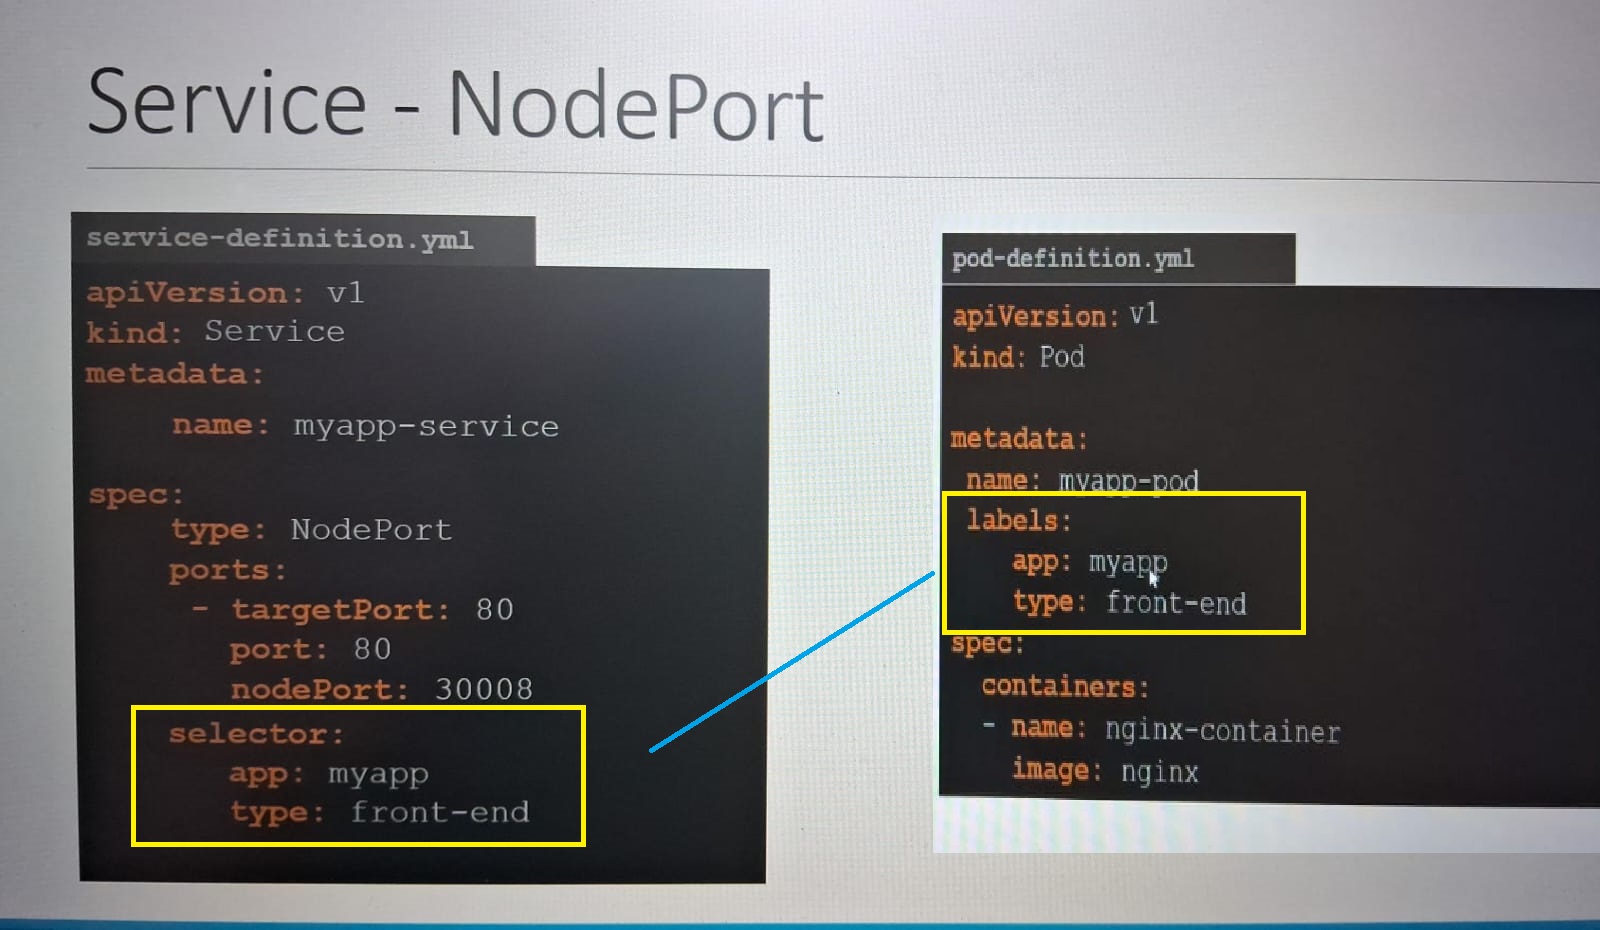 Service - NodePort
service-definition.yml
apiVersion: v1
kind: Service
metadata:
name: myapp-service
spec:
type: NodePort
ports:
- targetPort: 80
port: 80
nodePort: 30008
selector:
app: myapp
type: front-end
pod-definition.yml
apiVersion: v1
kind: Pod
metadata:
name: myapp-pod
labels:
app: myapp
type: front-end
spec:
containers:
- name: nginx-container
image: nginx